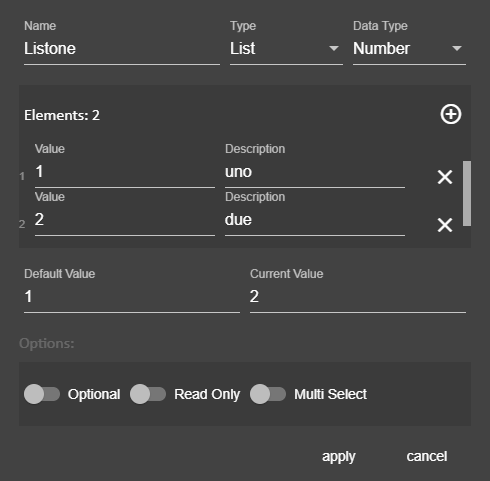 Name Type Data Type
Listone List Number
Elements: 2
Value Description
1 1 uno
Value Description
2 2 due
Default Value Current Value
1 2
Options:
Optional Read Only Multi Select
apply cancel